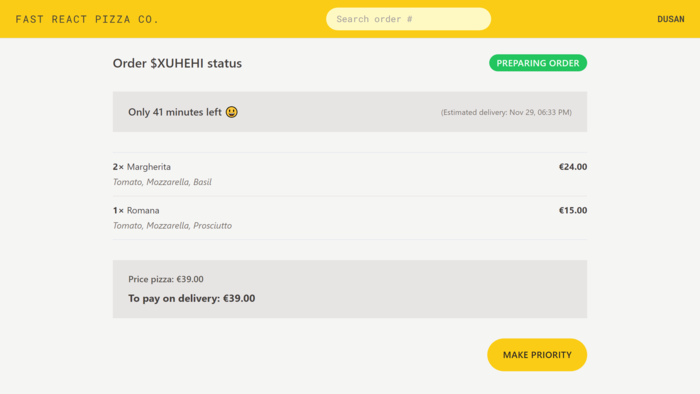 FAST REACT PIZZA CO.
Search order #
DUSAN
Order $XUHEHI status
PREPARING ORDER
Only 41 minutes left 😀
(Estimated delivery: Nov 29, 06:33 PM)
2× Margherita
€24.00
Tomato, Mozzarella, Basil
1× Romana
€15.00
Tomato, Mozzarella, Prosciutto
Price pizza: €39.00
To pay on delivery: €39.00
MAKE PRIORITY